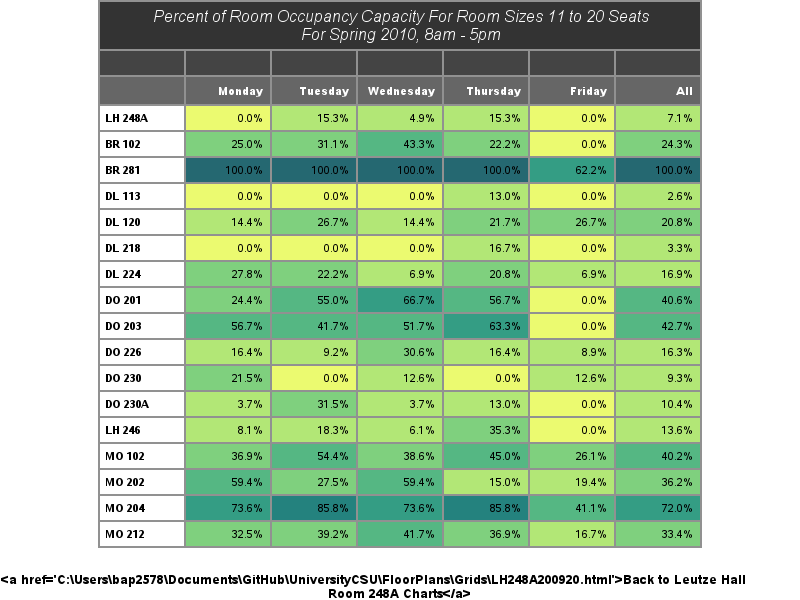 Percent of Room Occupancy Capacity For Room Sizes 11 to 20 Seats
For Spring 2010, 8am - 5pm
Monday Tuesday Wednesday Thursday Friday All
LH 248A 0.0% 15.3% 4.9% 15.3% 0.0% 7.1%
BR 102 25.0% 31.1% 43.3% 22.2% 0.0% 24.3%
BR 281 100.0% 100.0% 100.0% 100.0% 62.2% 100.0%
DL 113 0.0% 0.0% 0.0% 13.0% 0.0% 2.6%
DL 120 14.4% 26.7% 14.4% 21.7% 26.7% 20.8%
DL 218 0.0% 0.0% 0.0% 16.7% 0.0% 3.3%
DL 224 27.8% 22.2% 6.9% 20.8% 6.9% 16.9%
DO 201 24.4% 55.0% 66.7% 56.7% 0.0% 40.6%
DO 203 56.7% 41.7% 51.7% 63.3% 0.0% 42.7%
DO 226 16.4% 9.2% 30.6% 16.4% 8.9% 16.3%
DO 230 21.5% 0.0% 12.6% 0.0% 12.6% 9.3%
DO 230A 3.7% 31.5% 3.7% 13.0% 0.0% 10.4%
LH 246 8.1% 18.3% 6.1% 35.3% 0.0% 13.6%
MO 102 36.9% 54.4% 38.6% 45.0% 26.1% 40.2%
MO 202 59.4% 27.5% 59.4% 15.0% 19.4% 36.2%
MO 204 73.6% 85.8% 73.6% 85.8% 41.1% 72.0%
MO 212 32.5% 39.2% 41.7% 36.9% 16.7% 33.4%
<a href='C:\Users\bap2578\Documents\GitHub\UniversityCSU\FloorPlans\Grids\LH248A200920.html'>Back to Leutze Hall
Room 248A Charts</a>